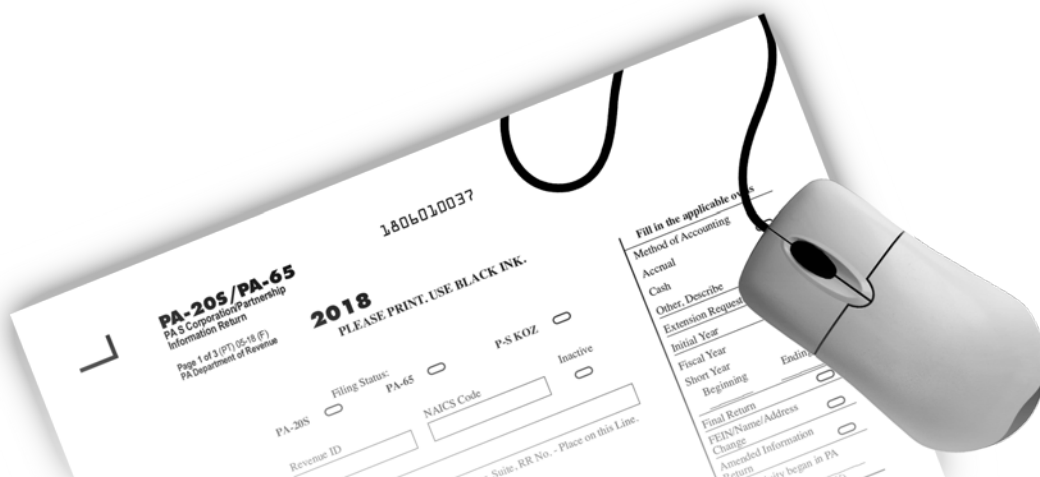 1806010037
PA-20S/PA-65
PA S Corporation/Partnership
Information Return
Page 1 of 3 (PT) 05-18 (F)
PA Department of Revenue
2018
PLEASE PRINT. USE BLACK INK.
Filing Status:
PA-20S
PA-65
P-S KOZ
Inactive
Revenue ID
NAICS Code
Suite, RR No. - Place on this Line.
Fill in the applicable
Method of Accounting
Accrual
Cash
Other, Describe
Extension Request
Initial Year
Fiscal Year
Short Year
Beginning
Ending
Final Return
FEIN/Name/Address
Change
Amended Information
Return
began in PA